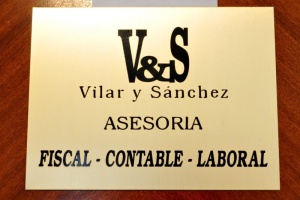 V&S
Vilar y Sánchez
ASESORIA
FISCAL - CONTABLE - LABORAL